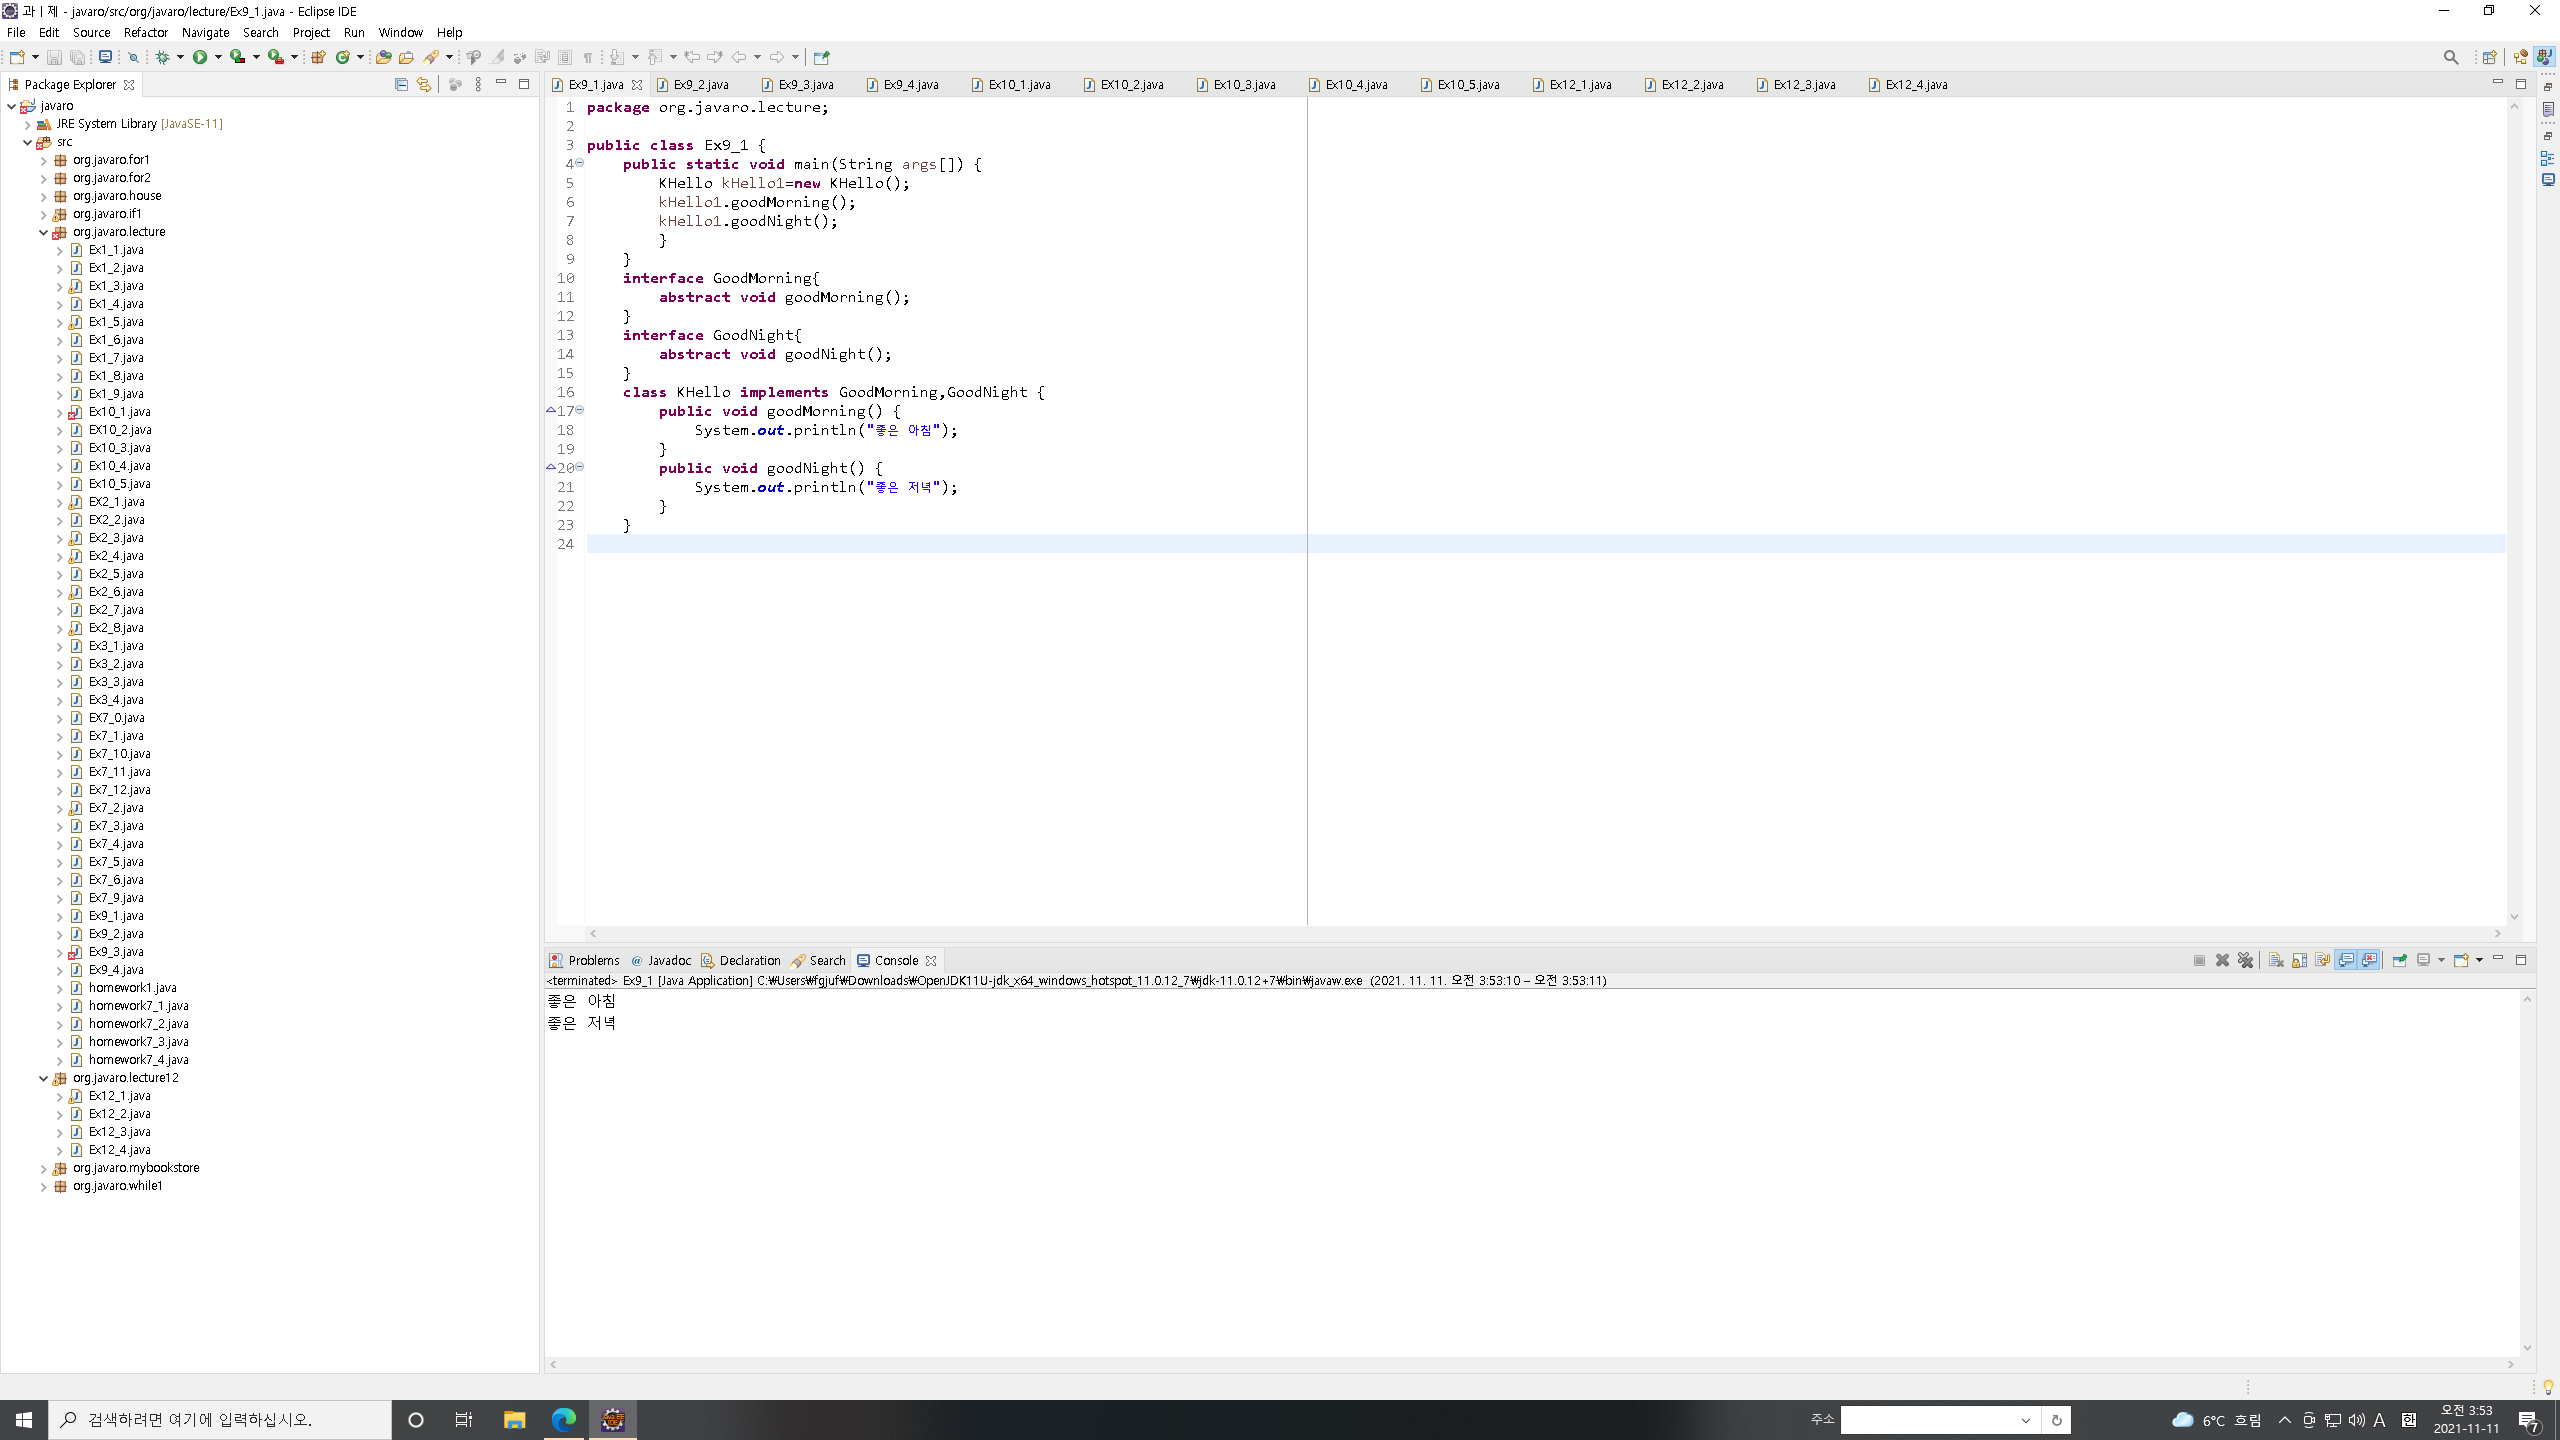 과ㅣ제 - javaro/src/org/javaro/lecture/Ex9_1.java - Eclipse IDE
File Edit Source Refactor Navigate Search Project Run Window Help
Package Explorer
javaro
JRE System Library [JavaSE-11]
src
org.javaro.for1
org.javaro.for2
org.javaro.house
org.javaro.if1
org.javaro.lecture
Ex1_1.java
Ex1_2.java
Ex1_3.java
Ex1_4.java
Ex1_5.java
Ex1_6.java
Ex1_7.java
Ex1_8.java
Ex1_9.java
Ex10_1.java
EX10_2.java
Ex10_3.java
Ex10_4.java
Ex10_5.java
EX2_1.java
EX2_2.java
Ex2_3.java
Ex2_4.java
Ex2_5.java
Ex2_6.java
Ex2_7.java
Ex2_8.java
Ex3_1.java
Ex3_2.java
Ex3_3.java
Ex3_4.java
EX7_0.java
Ex7_1.java
Ex7_10.java
Ex7_11.java
Ex7_12.java
Ex7_2.java
Ex7_3.java
Ex7_4.java
Ex7_5.java
Ex7_6.java
Ex7_9.java
Ex9_1.java
Ex9_2.java
Ex9_3.java
Ex9_4.java
homework1.java
homework7_1.java
homework7_2.java
homework7_3.java
homework7_4.java
org.javaro.lecture12
Ex12_1.java
Ex12_2.java
Ex12_3.java
Ex12_4.java
org.javaro.mybookstore
org.javaro.while1
Ex9_1.java Ex9_2.java Ex9_3.java Ex9_4.java Ex10_1.java EX10_2.java Ex10_3.java Ex10_4.java Ex10_5.java Ex12_1.java Ex12_2.java Ex12_3.java Ex12_4.java
1 package org.javaro.lecture;
2
3 public class Ex9_1 {
4 public static void main(String args[]) {
5 KHello kHello1=new KHello();
6 kHello1.goodMorning();
7 kHello1.goodNight();
8 }
9 }
10 interface GoodMorning{
11 abstract void goodMorning();
12 }
13 interface GoodNight{
14 abstract void goodNight();
15 }
16 class KHello implements GoodMorning,GoodNight {
17 public void goodMorning() {
18 System.out.println("좋은 아침");
19 }
20 public void goodNight() {
21 System.out.println("좋은 저녁");
22 }
23 }
24
Problems Javadoc Declaration Search Console
<terminated> Ex9_1 [Java Application] C:₩Users₩fgjuf₩Downloads₩OpenJDK11U-jdk_x64_windows_hotspot_11.0.12_7₩jdk-11.0.12+7₩bin₩javaw.exe (2021. 11. 11. 오전 3:53:10 – 오전 3:53:11)
좋은 아침
좋은 저녁
검색하려면 여기에 입력하십시오.
주소
6°C 흐림
A
오전 3:53
2021-11-11
7